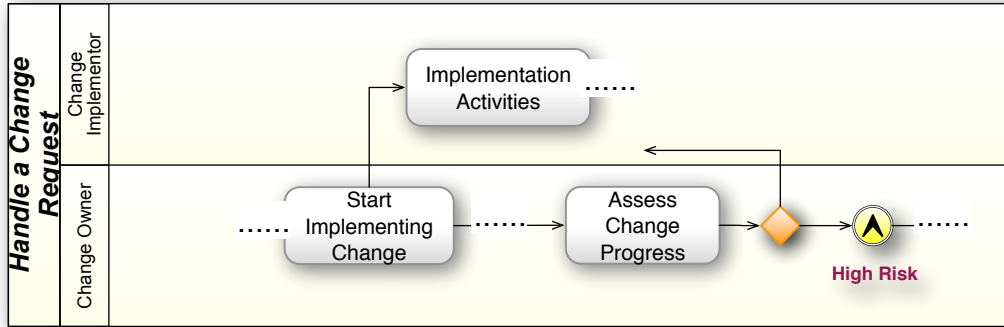 Handle a Change
Request
Change
Implementor
Implementation
Activities
Change Owner
Start
Implementing
Change
Assess
Change
Progress
High Risk